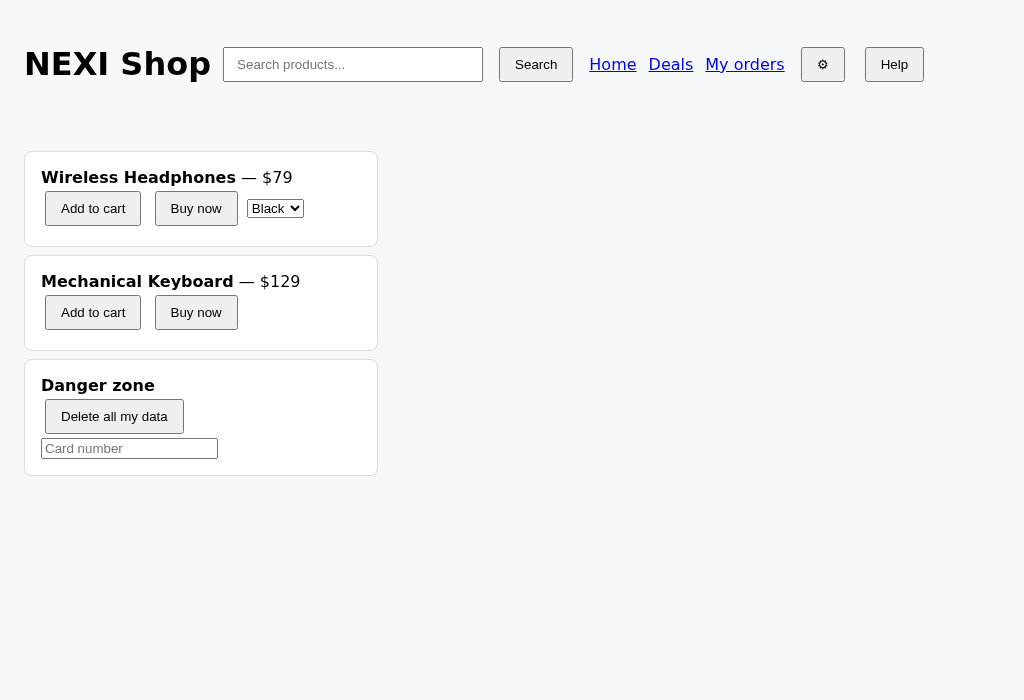 NEXI Shop Search products... Search Home Deals My orders ⚙ Help
Wireless Headphones — $79
Add to cart Buy now Black
Mechanical Keyboard — $129
Add to cart Buy now
Danger zone
Delete all my data
Card number